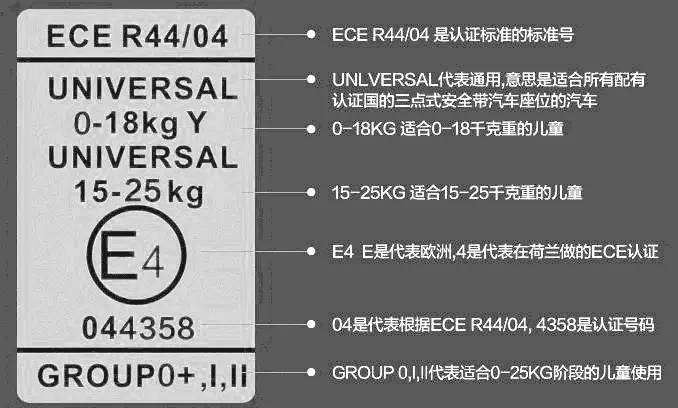 ECE R44/04
UNIVERSAL
0-18kg Y
UNIVERSAL
15-25kg
E4
044358
GROUP0+,I,Ii
ECE R44/04 是认证标准的标准号
UNLVERSAL代表通用,意思是适合所有配有
认证国的三点式安全带汽车座位的汽车
0-18KG 适合0-18千克重的儿童
15-25KG 适合15-25千克重的儿童
E4 E是代表欧洲,4是代表在荷兰做的ECE认证
04是代表根据ECE R44/04, 4358是认证号码
GROUP 0,I,II代表适合0-25KG阶段的儿童使用